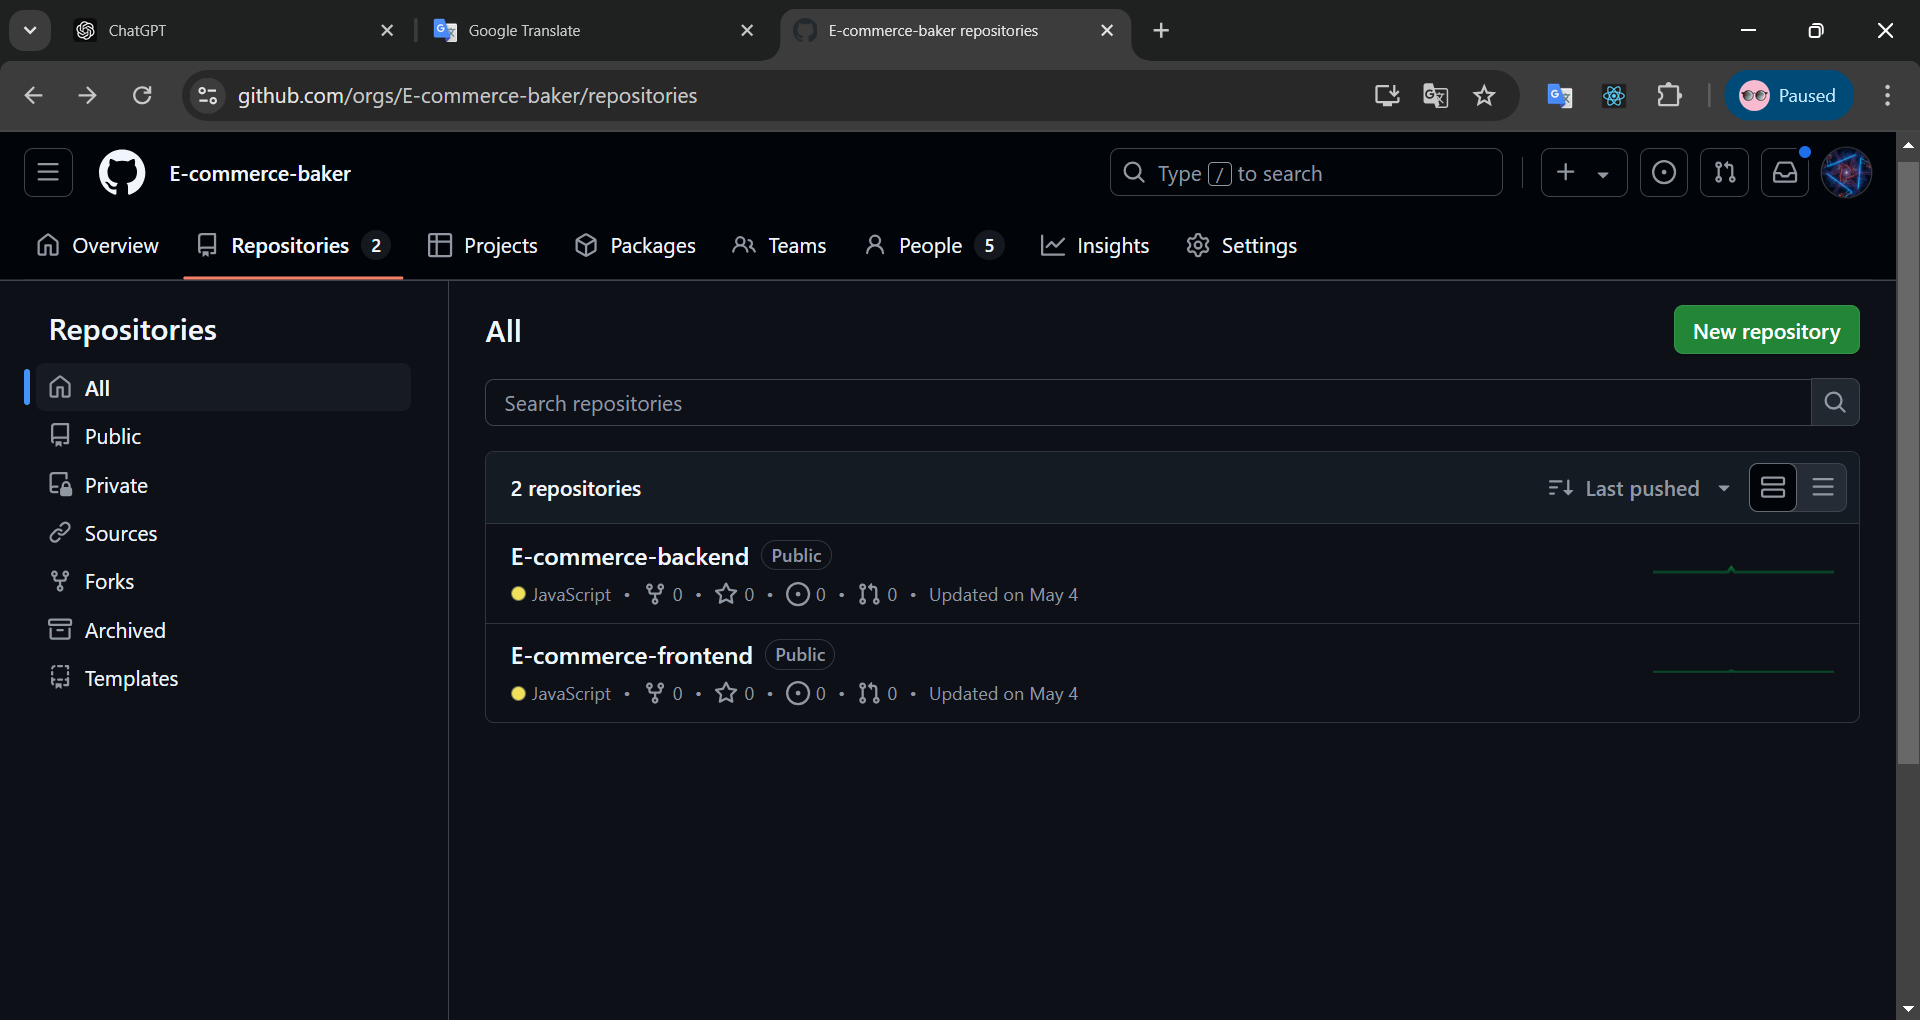 ChatGPT
Google Translate
E-commerce-baker repositories
github.com/orgs/E-commerce-baker/repositories
Paused
E-commerce-baker
Type / to search
Overview
Repositories 2
Projects
Packages
Teams
People 5
Insights
Settings
Repositories
All
Public
Private
Sources
Forks
Archived
Templates
All
New repository
Search repositories
2 repositories
Last pushed
E-commerce-backend Public
JavaScript • 0 • 0 • 0 • 0 • Updated on May 4
E-commerce-frontend Public
JavaScript • 0 • 0 • 0 • 0 • Updated on May 4